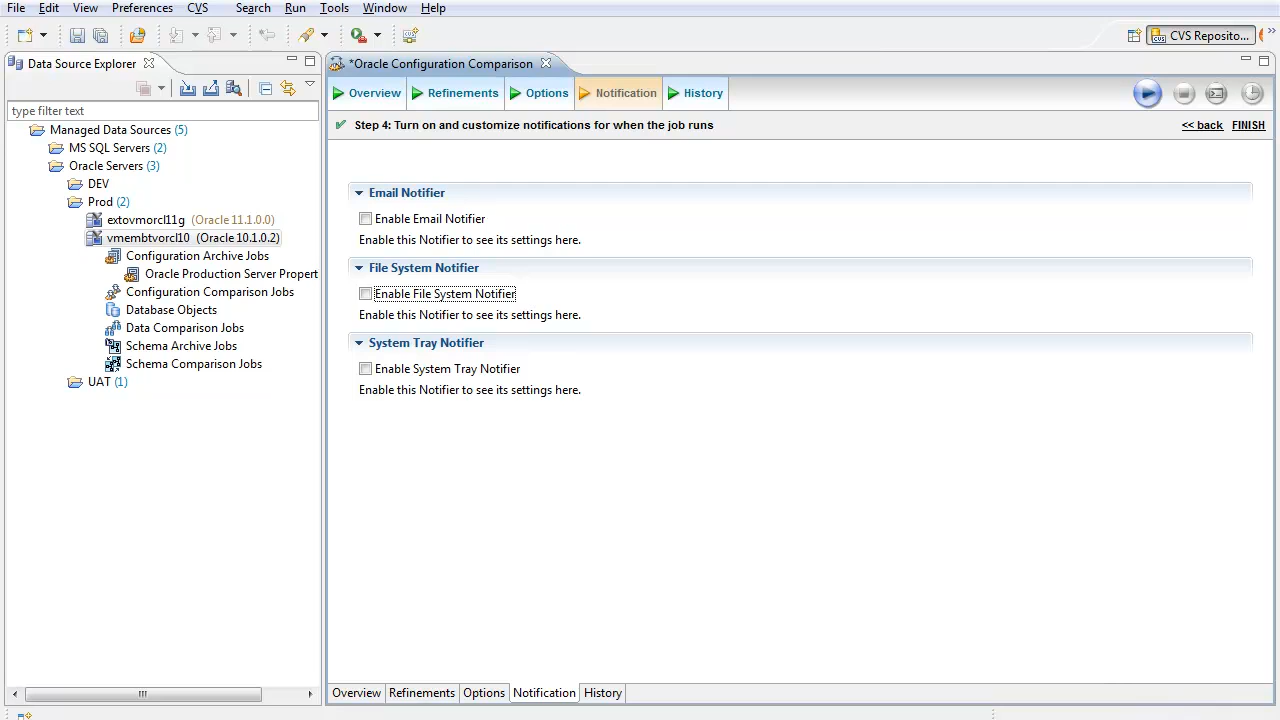 File Edit View Preferences CVS Search Run Tools Window Help
CVS Reposito...
Data Source Explorer
*Oracle Configuration Comparison
Overview Refinements Options Notification History
type filter text
Step 4: Turn on and customize notifications for when the job runs
<< back FINISH
Managed Data Sources (5)
MS SQL Servers (2)
Oracle Servers (3)
DEV
Prod (2)
extovmorcl11g (Oracle 11.1.0.0)
vmembtvorcl10 (Oracle 10.1.0.2)
Configuration Archive Jobs
Oracle Production Server Propert
Configuration Comparison Jobs
Database Objects
Data Comparison Jobs
Schema Archive Jobs
Schema Comparison Jobs
UAT (1)
Email Notifier
Enable Email Notifier
Enable this Notifier to see its settings here.
File System Notifier
Enable File System Notifier
Enable this Notifier to see its settings here.
System Tray Notifier
Enable System Tray Notifier
Enable this Notifier to see its settings here.
Overview Refinements Options Notification History